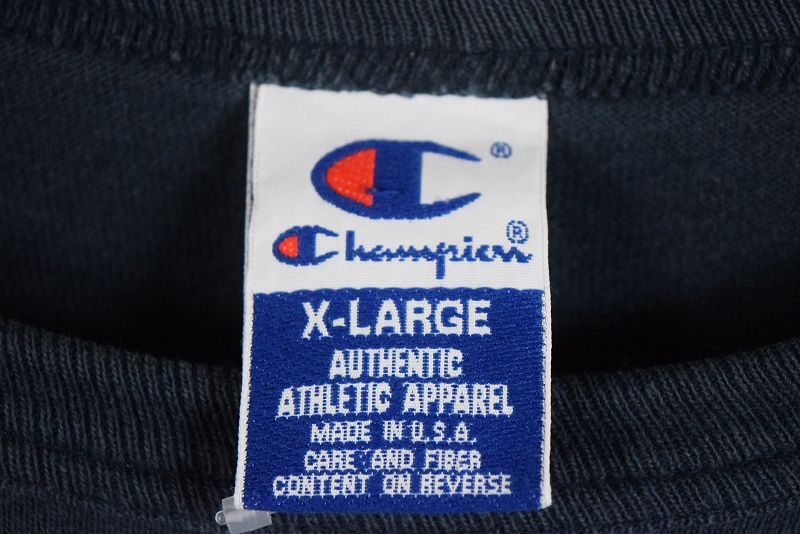 ®
Champion®
X-LARGE
AUTHENTIC
ATHLETIC APPAREL
MADE IN U.S.A.
CARE AND FIBER
CONTENT ON REVERSE